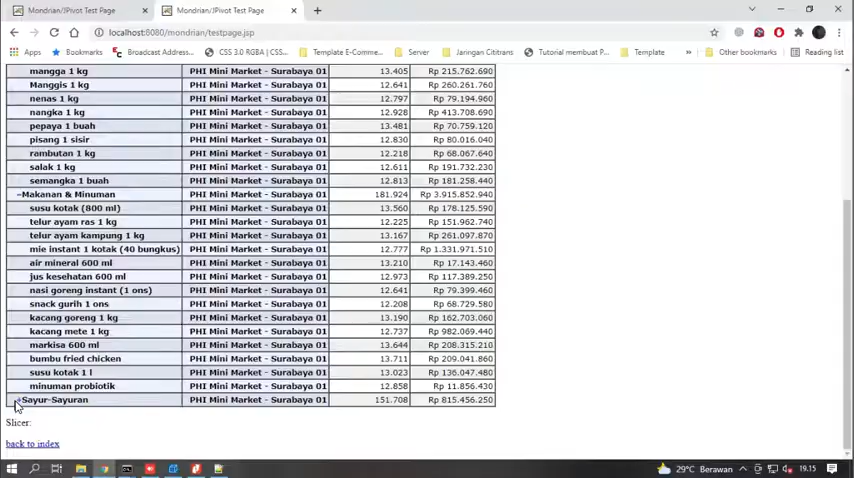 Mondrian/JPivot Test Page
Mondrian/JPivot Test Page
localhost:8080/mondrian/testpage.jsp
Apps Bookmarks Broadcast Address... CSS 3.0 RGBA | CSS... Template E-Comme... Server Jaringan Cititrans Tutorial membuat P... Template Other bookmarks Reading list
mangga 1 kg PHI Mini Market - Surabaya 01 13.405 Rp 215.762.690
Manggis 1 kg PHI Mini Market - Surabaya 01 12.641 Rp 260.261.760
nenas 1 kg PHI Mini Market - Surabaya 01 12.797 Rp 79.194.960
nangka 1 kg PHI Mini Market - Surabaya 01 12.928 Rp 413.708.690
pepaya 1 buah PHI Mini Market - Surabaya 01 13.481 Rp 70.759.120
pisang 1 sisir PHI Mini Market - Surabaya 01 12.830 Rp 80.016.040
rambutan 1 kg PHI Mini Market - Surabaya 01 12.218 Rp 68.067.640
salak 1 kg PHI Mini Market - Surabaya 01 12.611 Rp 191.732.230
semangka 1 buah PHI Mini Market - Surabaya 01 12.813 Rp 181.258.440
−Makanan & Minuman PHI Mini Market - Surabaya 01 181.924 Rp 3.915.852.940
susu kotak (800 ml) PHI Mini Market - Surabaya 01 13.560 Rp 178.125.590
telur ayam ras 1 kg PHI Mini Market - Surabaya 01 12.225 Rp 151.962.740
telur ayam kampung 1 kg PHI Mini Market - Surabaya 01 13.167 Rp 261.097.870
mie instant 1 kotak (40 bungkus) PHI Mini Market - Surabaya 01 12.777 Rp 1.331.971.510
air mineral 600 ml PHI Mini Market - Surabaya 01 13.210 Rp 17.143.460
jus kesehatan 600 ml PHI Mini Market - Surabaya 01 12.973 Rp 117.389.250
nasi goreng instant (1 ons) PHI Mini Market - Surabaya 01 12.641 Rp 79.399.460
snack gurih 1 ons PHI Mini Market - Surabaya 01 12.208 Rp 68.729.580
kacang goreng 1 kg PHI Mini Market - Surabaya 01 13.190 Rp 162.703.060
kacang mete 1 kg PHI Mini Market - Surabaya 01 12.737 Rp 982.069.440
markisa 600 ml PHI Mini Market - Surabaya 01 13.644 Rp 208.315.210
bumbu fried chicken PHI Mini Market - Surabaya 01 13.711 Rp 209.041.860
susu kotak 1 l PHI Mini Market - Surabaya 01 13.023 Rp 136.047.480
minuman probiotik PHI Mini Market - Surabaya 01 12.858 Rp 11.856.430
+Sayur-Sayuran PHI Mini Market - Surabaya 01 151.708 Rp 815.456.250
Slicer:
back to index
29°C Berawan 19.15